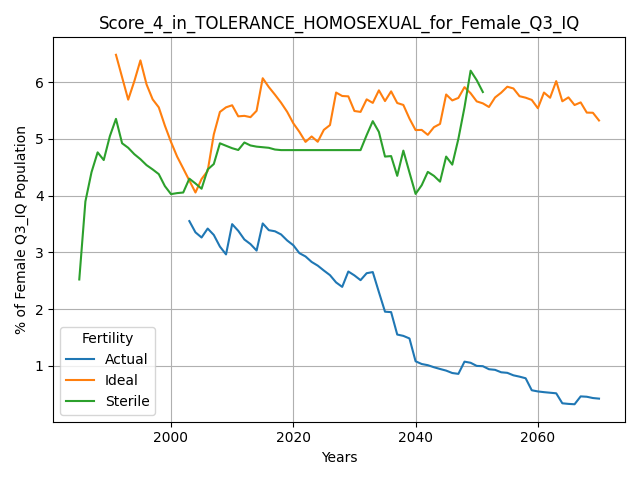 Score_4_in_TOLERANCE_HOMOSEXUAL_for_Female_Q3_IQ
% of Female Q3_IQ Population
6
5
4
3
2
1
Fertility
Actual
Ideal
Sterile
2000 2020 2040 2060
Years